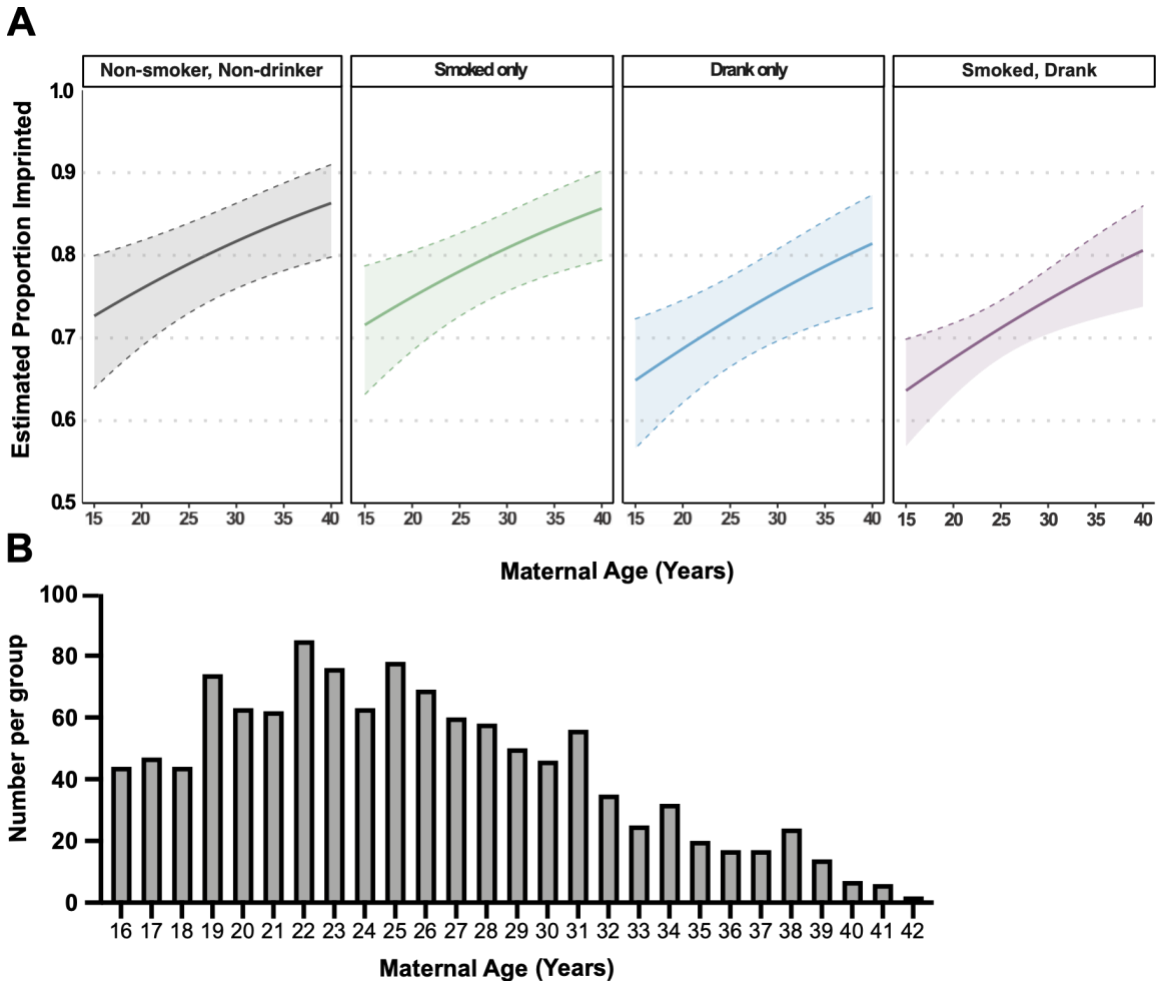 A
Non-smoker, Non-drinker Smoked only Drank only Smoked, Drank
Estimated Proportion Imprinted
1.0
0.9
0.8
0.7
0.6
0.5
15 20 25 30 35 40 15 20 25 30 35 40 15 20 25 30 35 40 15 20 25 30 35 40
Maternal Age (Years)
B
Number per group
100
80
60
40
20
0
16 17 18 19 20 21 22 23 24 25 26 27 28 29 30 31 32 33 34 35 36 37 38 39 40 41 42
Maternal Age (Years)